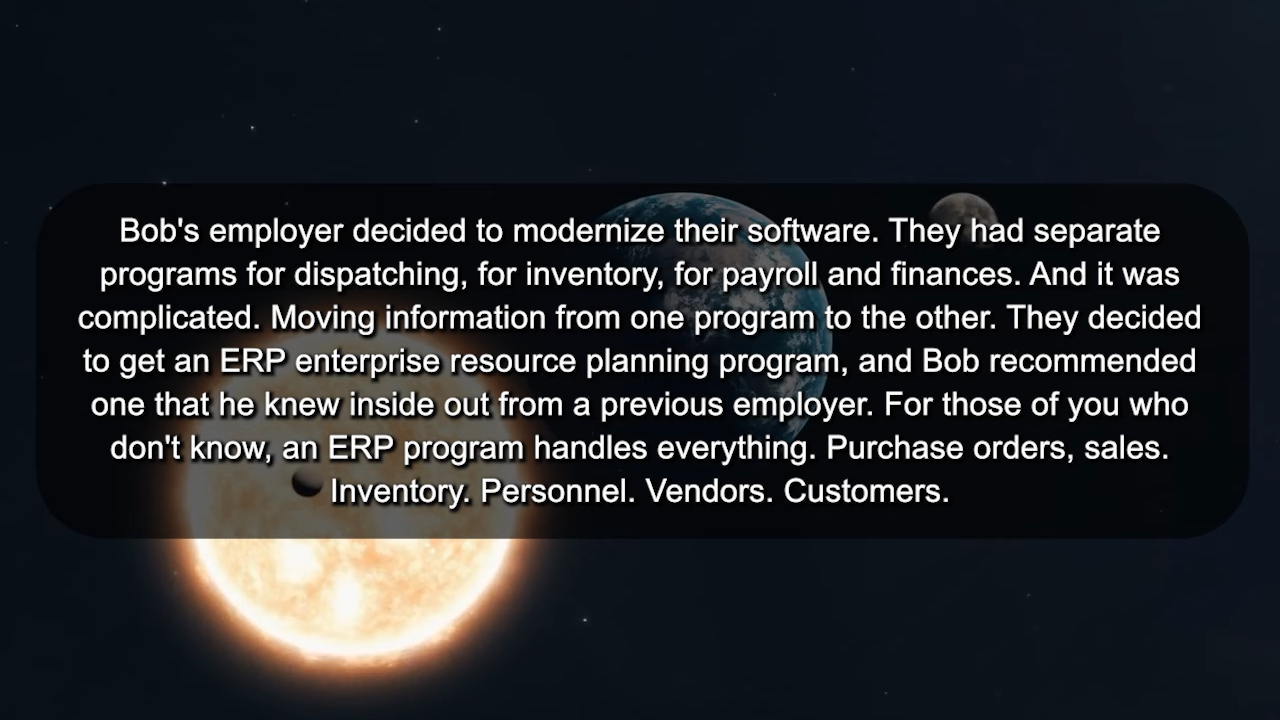 Bob's employer decided to modernize their software. They had separate
programs for dispatching, for inventory, for payroll and finances. And it was
complicated. Moving information from one program to the other. They decided
to get an ERP enterprise resource planning program, and Bob recommended
one that he knew inside out from a previous employer. For those of you who
don't know, an ERP program handles everything. Purchase orders, sales.
Inventory. Personnel. Vendors. Customers.